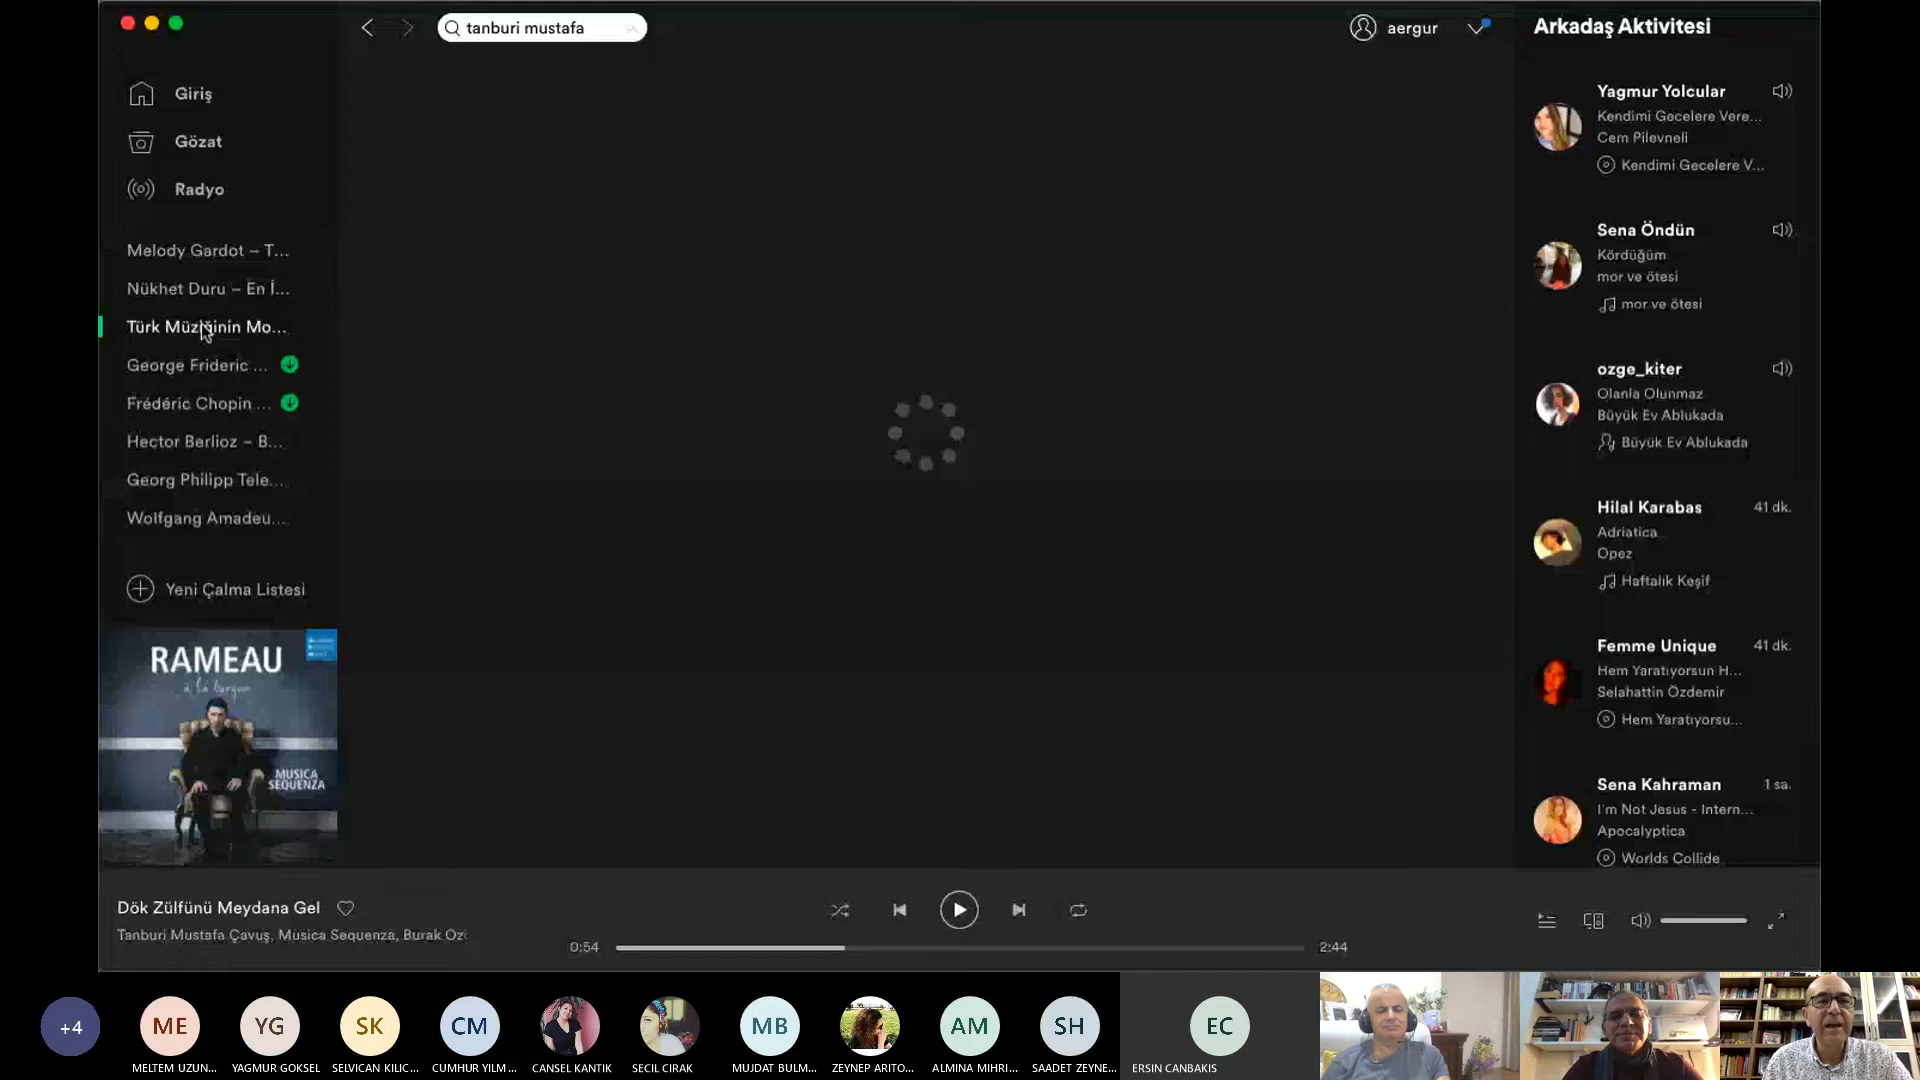 tanburi mustafa
aergur
Arkadaş Aktivitesi
Giriş
Gözat
Radyo
Melody Gardot – T...
Nükhet Duru – En İ...
Türk Müziğinin Mo...
George Frideric ...
Frédéric Chopin ...
Hector Berlioz – B...
Georg Philipp Tele...
Wolfgang Amadeu...
Yeni Çalma Listesi
RAMEAU
à la turque
MUSICA
SEQUENZA
Yagmur Yolcular
Kendimi Gecelere Vere...
Cem Pilevneli
Kendimi Gecelere V...
Sena Öndün
Kördüğüm
mor ve ötesi
mor ve ötesi
ozge_kiter
Olanla Olunmaz
Büyük Ev Ablukada
Büyük Ev Ablukada
Hilal Karabas 41 dk.
Adriatica
Opez
Haftalık Keşif
Femme Unique 41 dk.
Hem Yaratıyorsun H...
Selahattin Özdemir
Hem Yaratıyorsu...
Sena Kahraman 1 sa.
I'm Not Jesus - Intern...
Apocalyptica
Worlds Collide
Dök Zülfünü Meydana Gel
Tanburi Mustafa Çavuş, Musica Sequenza, Burak Öz
0:54 2:44
+4 ME YG SK CM MB AM SH EC
MELTEM UZUN... YAGMUR GOKSEL SELVICAN KILIC... CUMHUR YILM... CANSEL KANTIK SECIL CIRAK MUJDAT BULM... ZEYNEP ARITO... ALMINA MIHRI... SAADET ZEYNE... ERSIN CANBAKIS